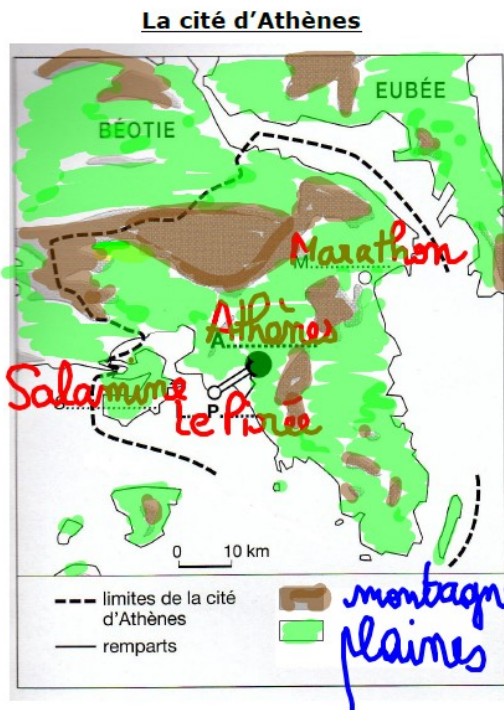 La cité d'Athènes
EUBÉE
BÉOTIE
Marathon
Athènes
Salamine
Le Pirée
0 10 km
limites de la cité
d'Athènes
remparts
montagn
plaines